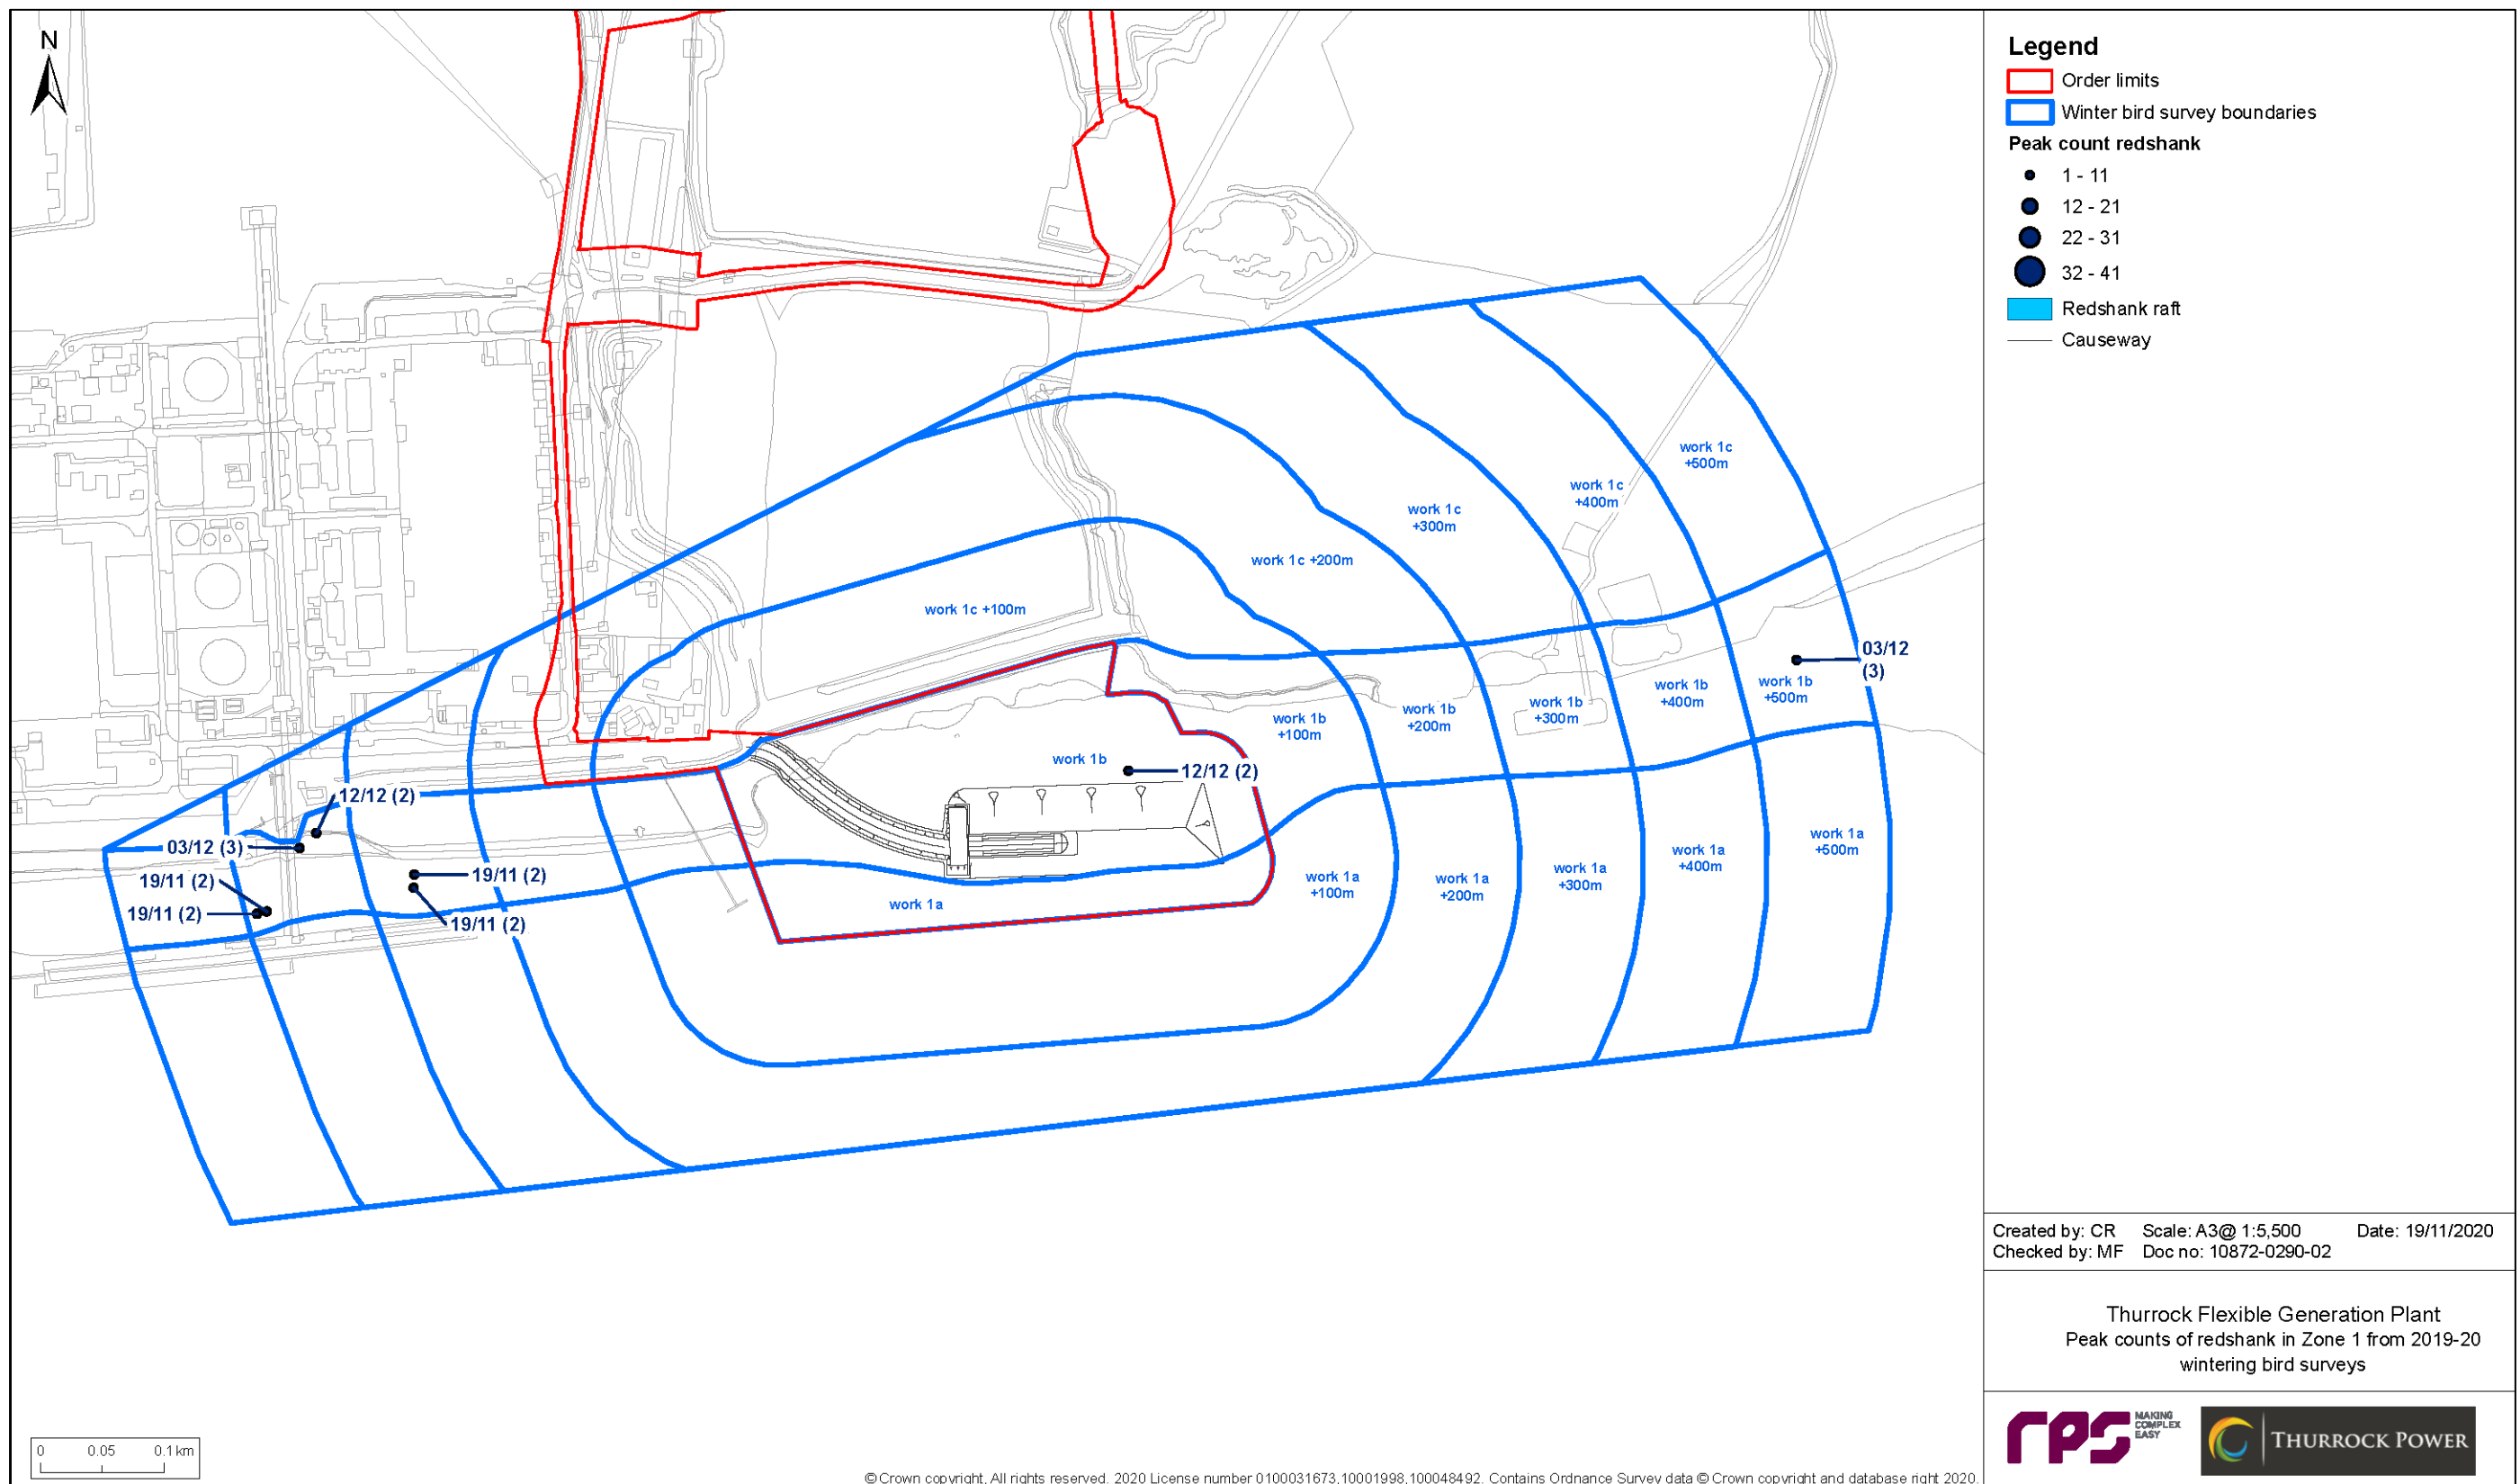 N
work 1c
+500m
work 1c
+400m
work 1c
+300m
work 1c +200m
work 1c +100m
03/12
(3)
work 1b
+500m
work 1b
+400m
work 1b
+300m
work 1b
+200m
work 1b
+100m
work 1b
12/12 (2)
12/12 (2)
03/12 (3)
19/11 (2)
19/11 (2)
19/11 (2)
19/11 (2)
work 1a
work 1a
+100m
work 1a
+200m
work 1a
+300m
work 1a
+400m
work 1a
+500m
0 0.05 0.1 km
© Crown copyright, All rights reserved. 2020 License number 0100031673,10001998,100048492. Contains Ordnance Survey data © Crown copyright and database right 2020.
Legend
Order limits
Winter bird survey boundaries
Peak count redshank
1 - 11
12 - 21
22 - 31
32 - 41
Redshank raft
Causeway
Created by: CR Scale: A3@ 1:5,500 Date: 19/11/2020
Checked by: MF Doc no: 10872-0290-02
Thurrock Flexible Generation Plant
Peak counts of redshank in Zone 1 from 2019-20
wintering bird surveys
rps MAKING
COMPLEX
EASY
THURROCK POWER